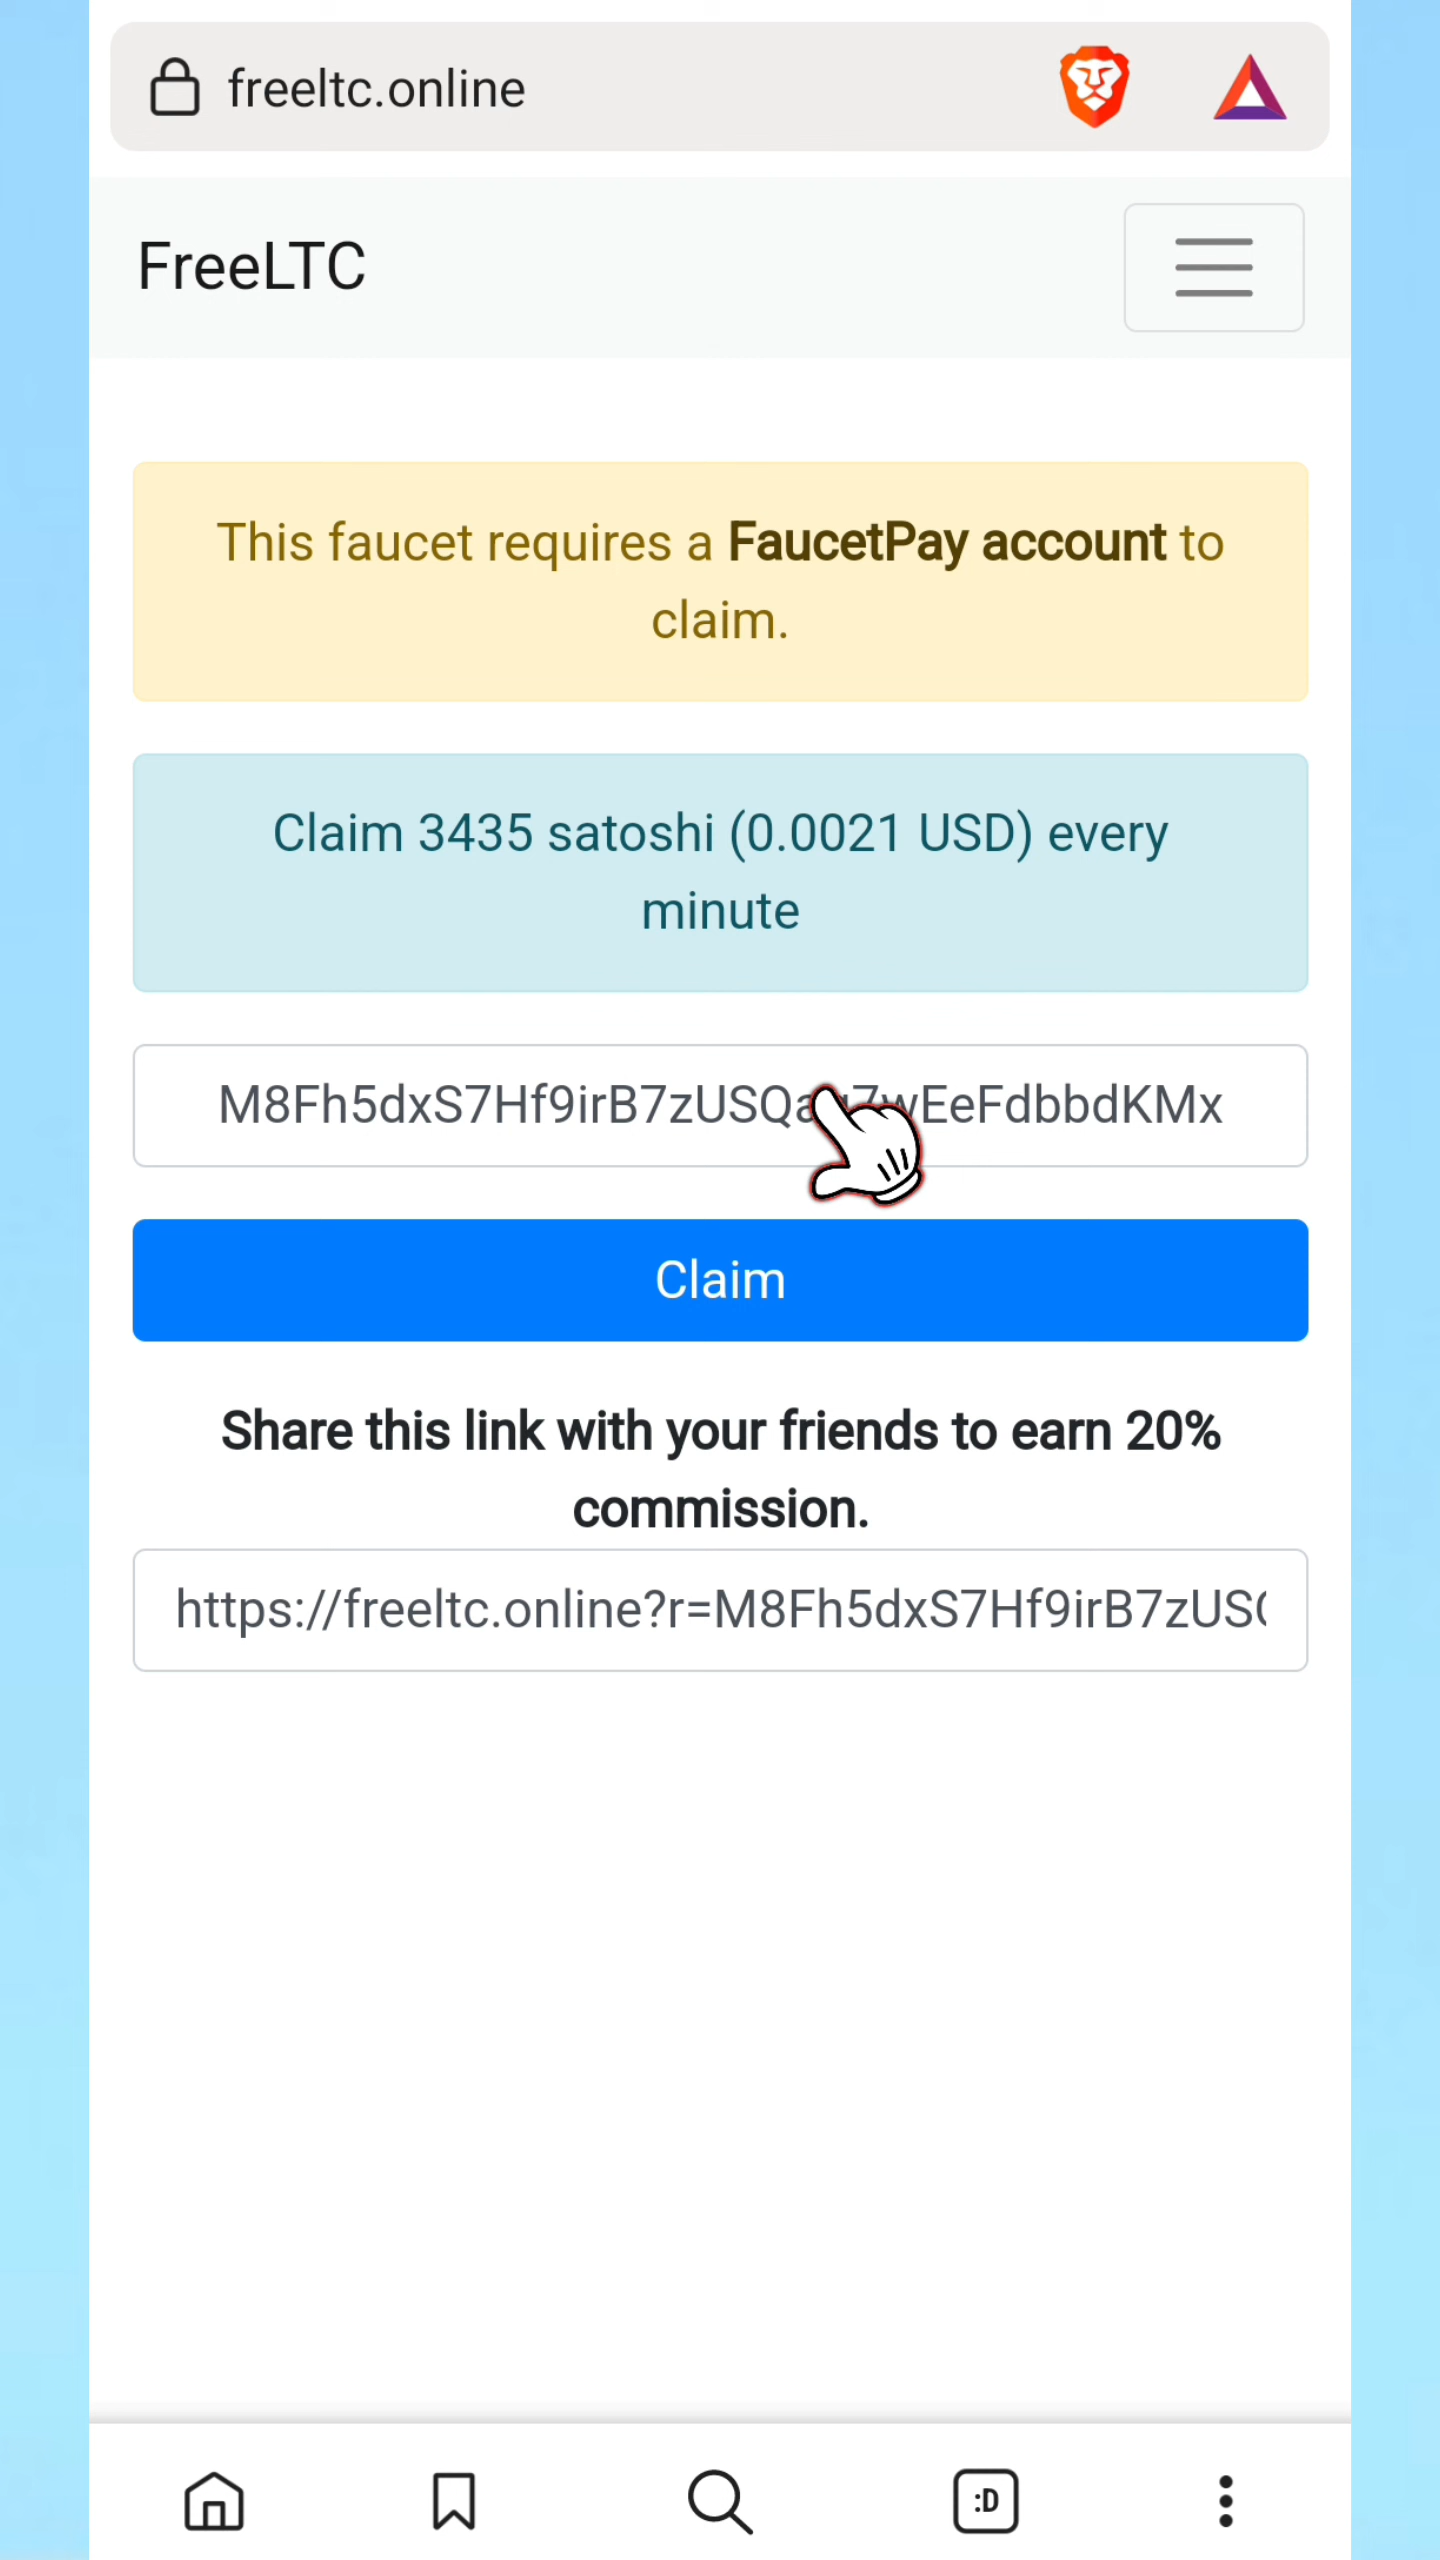 freeltc.online
FreeLTC
This faucet requires a FaucetPay account to
claim.
Claim 3435 satoshi (0.0021 USD) every
minute
Claim
Share this link with your friends to earn 20%
commission.
https://freeltc.online?r=M8Fh5dxS7Hf9irB7zUS
:D